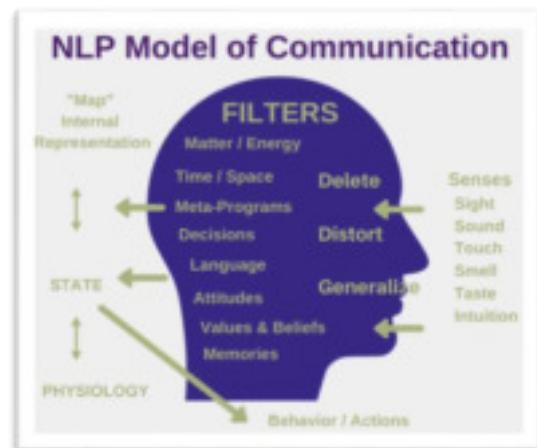 NLP Model of Communication
"Map"
Internal
Representation
STATE
PHYSIOLOGY
FILTERS
Matter / Energy
Time / Space
Meta-Programs
Decisions
Language
Attitudes
Values & Beliefs
Memories
Delete
Distort
Generalize
Senses
Sight
Sound
Touch
Smell
Taste
Intuition
Behavior / Actions